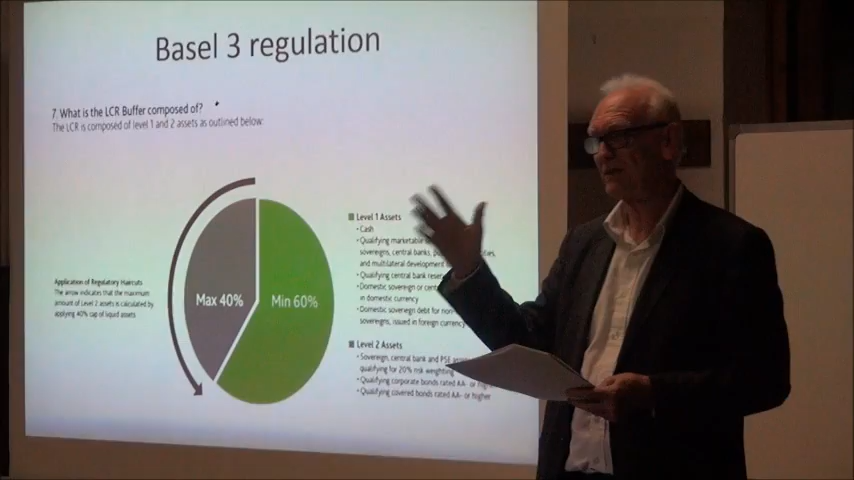 Basel 3 regulation
7. What is the LCR Buffer composed of?
The LCR is composed of level 1 and 2 assets as outlined below:
Application of Regulatory Haircuts
The arrow indicates that the maximum
amount of Level 2 assets is calculated by
applying 40% cap of liquid assets
Max 40%
Min 60%
Level 1 Assets
• Cash
• Qualifying marketable
sovereigns, central banks,
and multilateral development
• Qualifying central bank
• Domestic sovereign or
in domestic currency
• Domestic sovereign debt for
sovereigns, issued in foreign currency
Level 2 Assets
• Sovereign, central bank and PSE
qualifying for 20% risk weighting
• Qualifying corporate bonds rated AA- or
• Qualifying covered bonds rated AA- or higher